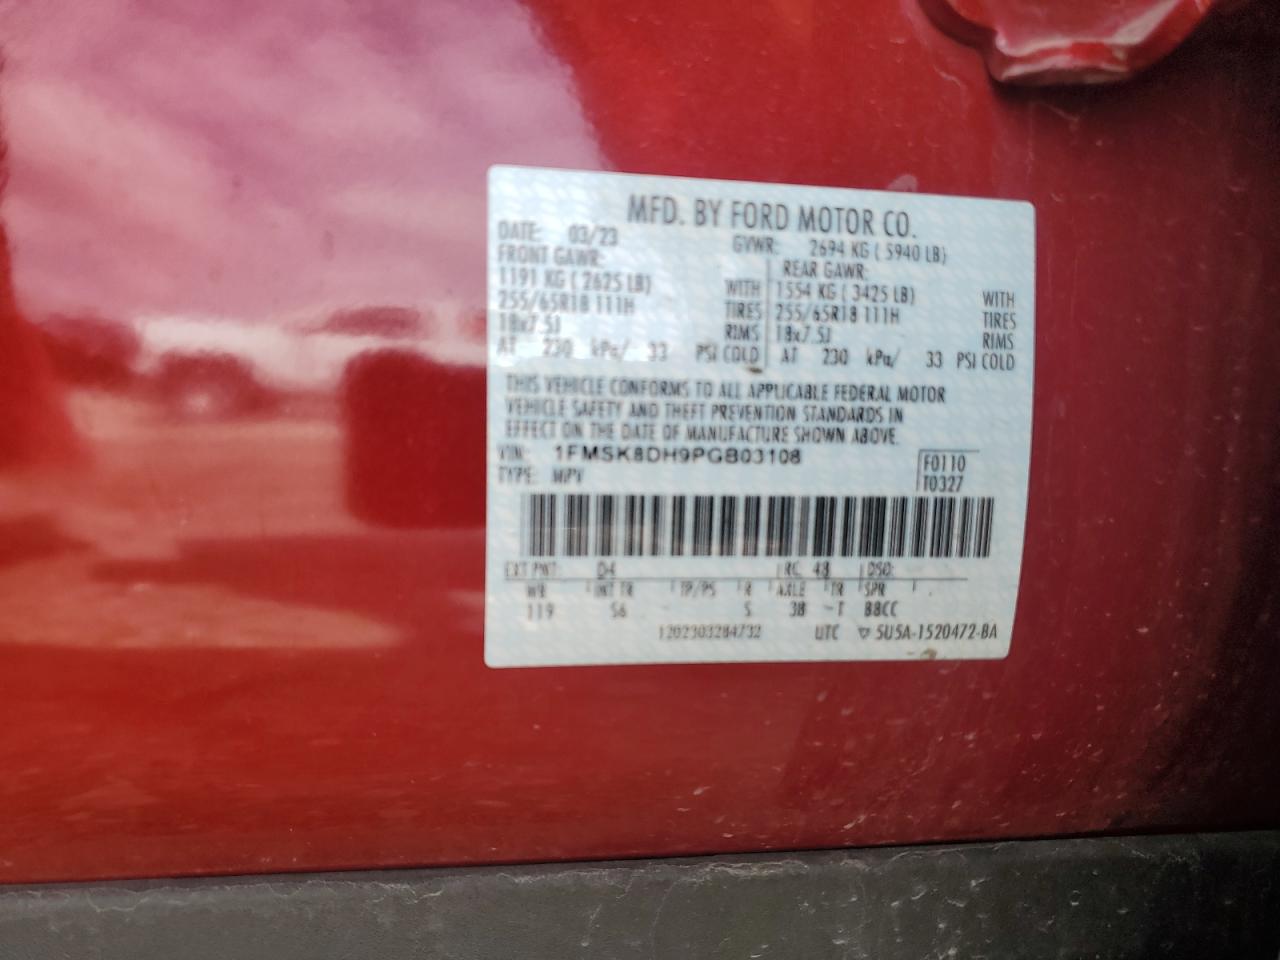 MFD. BY FORD MOTOR CO.
DATE: 03/23 GVWR: 2694 KG ( 5940 LB)
FRONT GAWR: REAR GAWR:
1191 KG ( 2625 LB) WITH 1554 KG ( 3425 LB) WITH
255/65R18 111H TIRES 255/65R18 111H TIRES
18x7.5J RIMS 18x7.5J RIMS
AT 230 kPa/ 33 PSI COLD AT 230 kPa/ 33 PSI COLD
THIS VEHICLE CONFORMS TO ALL APPLICABLE FEDERAL MOTOR
VEHICLE SAFETY AND THEFT PREVENTION STANDARDS IN
EFFECT ON THE DATE OF MANUFACTURE SHOWN ABOVE.
VIN: 1FMSK8DH9PGB03108 F0110
TYPE: MPV T0327
EXT PNT: D4 RC: 48 DSO:
WB INT TR TP/PS R AXLE TR SPR
119 S6 5 3B T BBCC
1202303284732 UTC ▽ 5U5A-1520472-BA